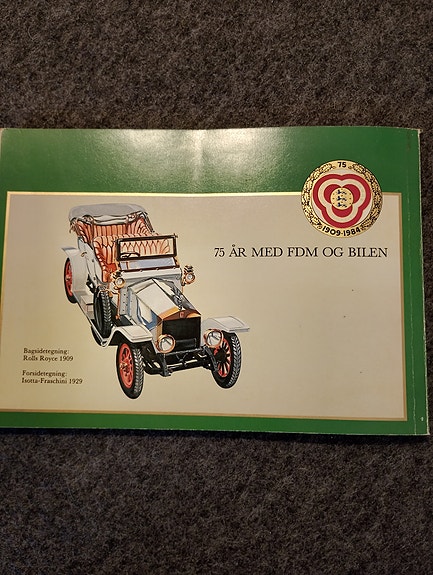 75
1909-1984
75 ÅR MED FDM OG BILEN
Bagsidetegning:
Rolls Royce 1909
Forsidetegning:
Isotta-Fraschini 1929